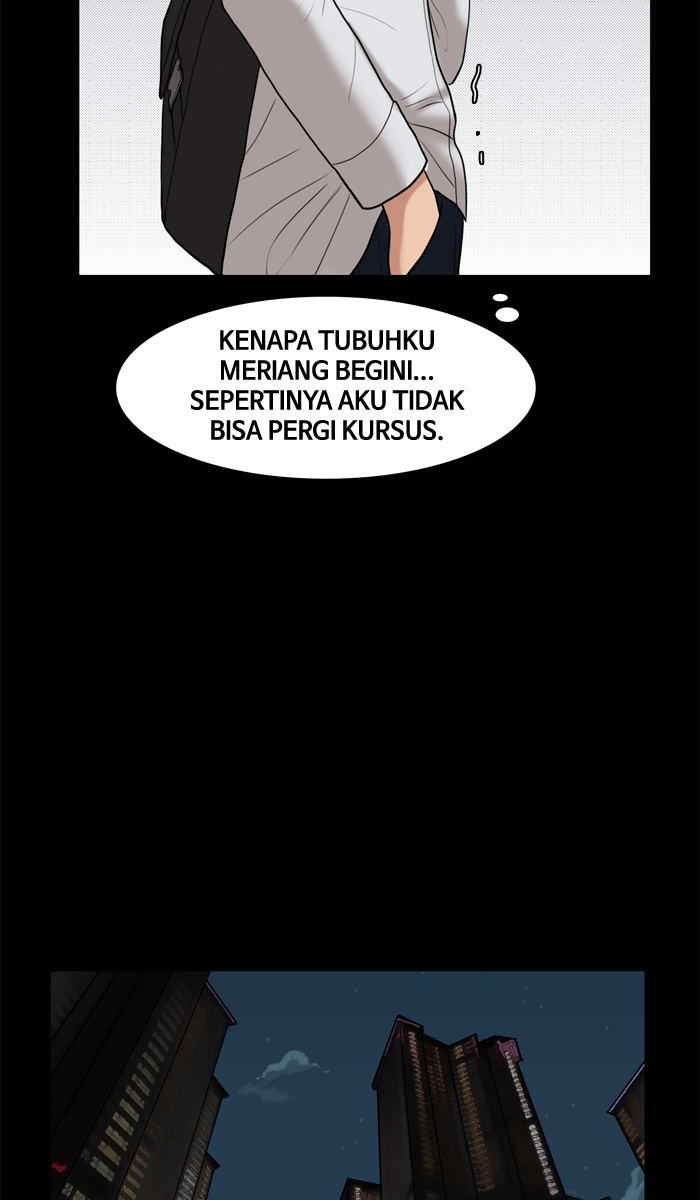 KENAPA TUBUHKU
MERIANG BEGINI...
SEPERTINYA AKU TIDAK
BISA PERGI KURSUS.